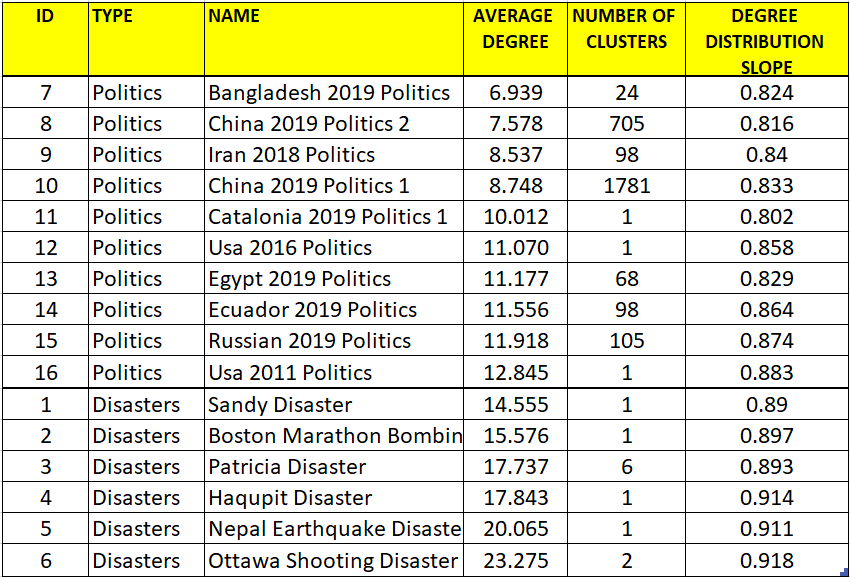 ID TYPE NAME AVERAGE DEGREE NUMBER OF CLUSTERS DEGREE DISTRIBUTION SLOPE
7 Politics Bangladesh 2019 Politics 6.939 24 0.824
8 Politics China 2019 Politics 2 7.578 705 0.816
9 Politics Iran 2018 Politics 8.537 98 0.84
10 Politics China 2019 Politics 1 8.748 1781 0.833
11 Politics Catalonia 2019 Politics 1 10.012 1 0.802
12 Politics Usa 2016 Politics 11.070 1 0.858
13 Politics Egypt 2019 Politics 11.177 68 0.829
14 Politics Ecuador 2019 Politics 11.556 98 0.864
15 Politics Russian 2019 Politics 11.918 105 0.874
16 Politics Usa 2011 Politics 12.845 1 0.883
1 Disasters Sandy Disaster 14.555 1 0.89
2 Disasters Boston Marathon Bombin 15.576 1 0.897
3 Disasters Patricia Disaster 17.737 6 0.893
4 Disasters Haqupit Disaster 17.843 1 0.914
5 Disasters Nepal Earthquake Disaste 20.065 1 0.911
6 Disasters Ottawa Shooting Disaster 23.275 2 0.918